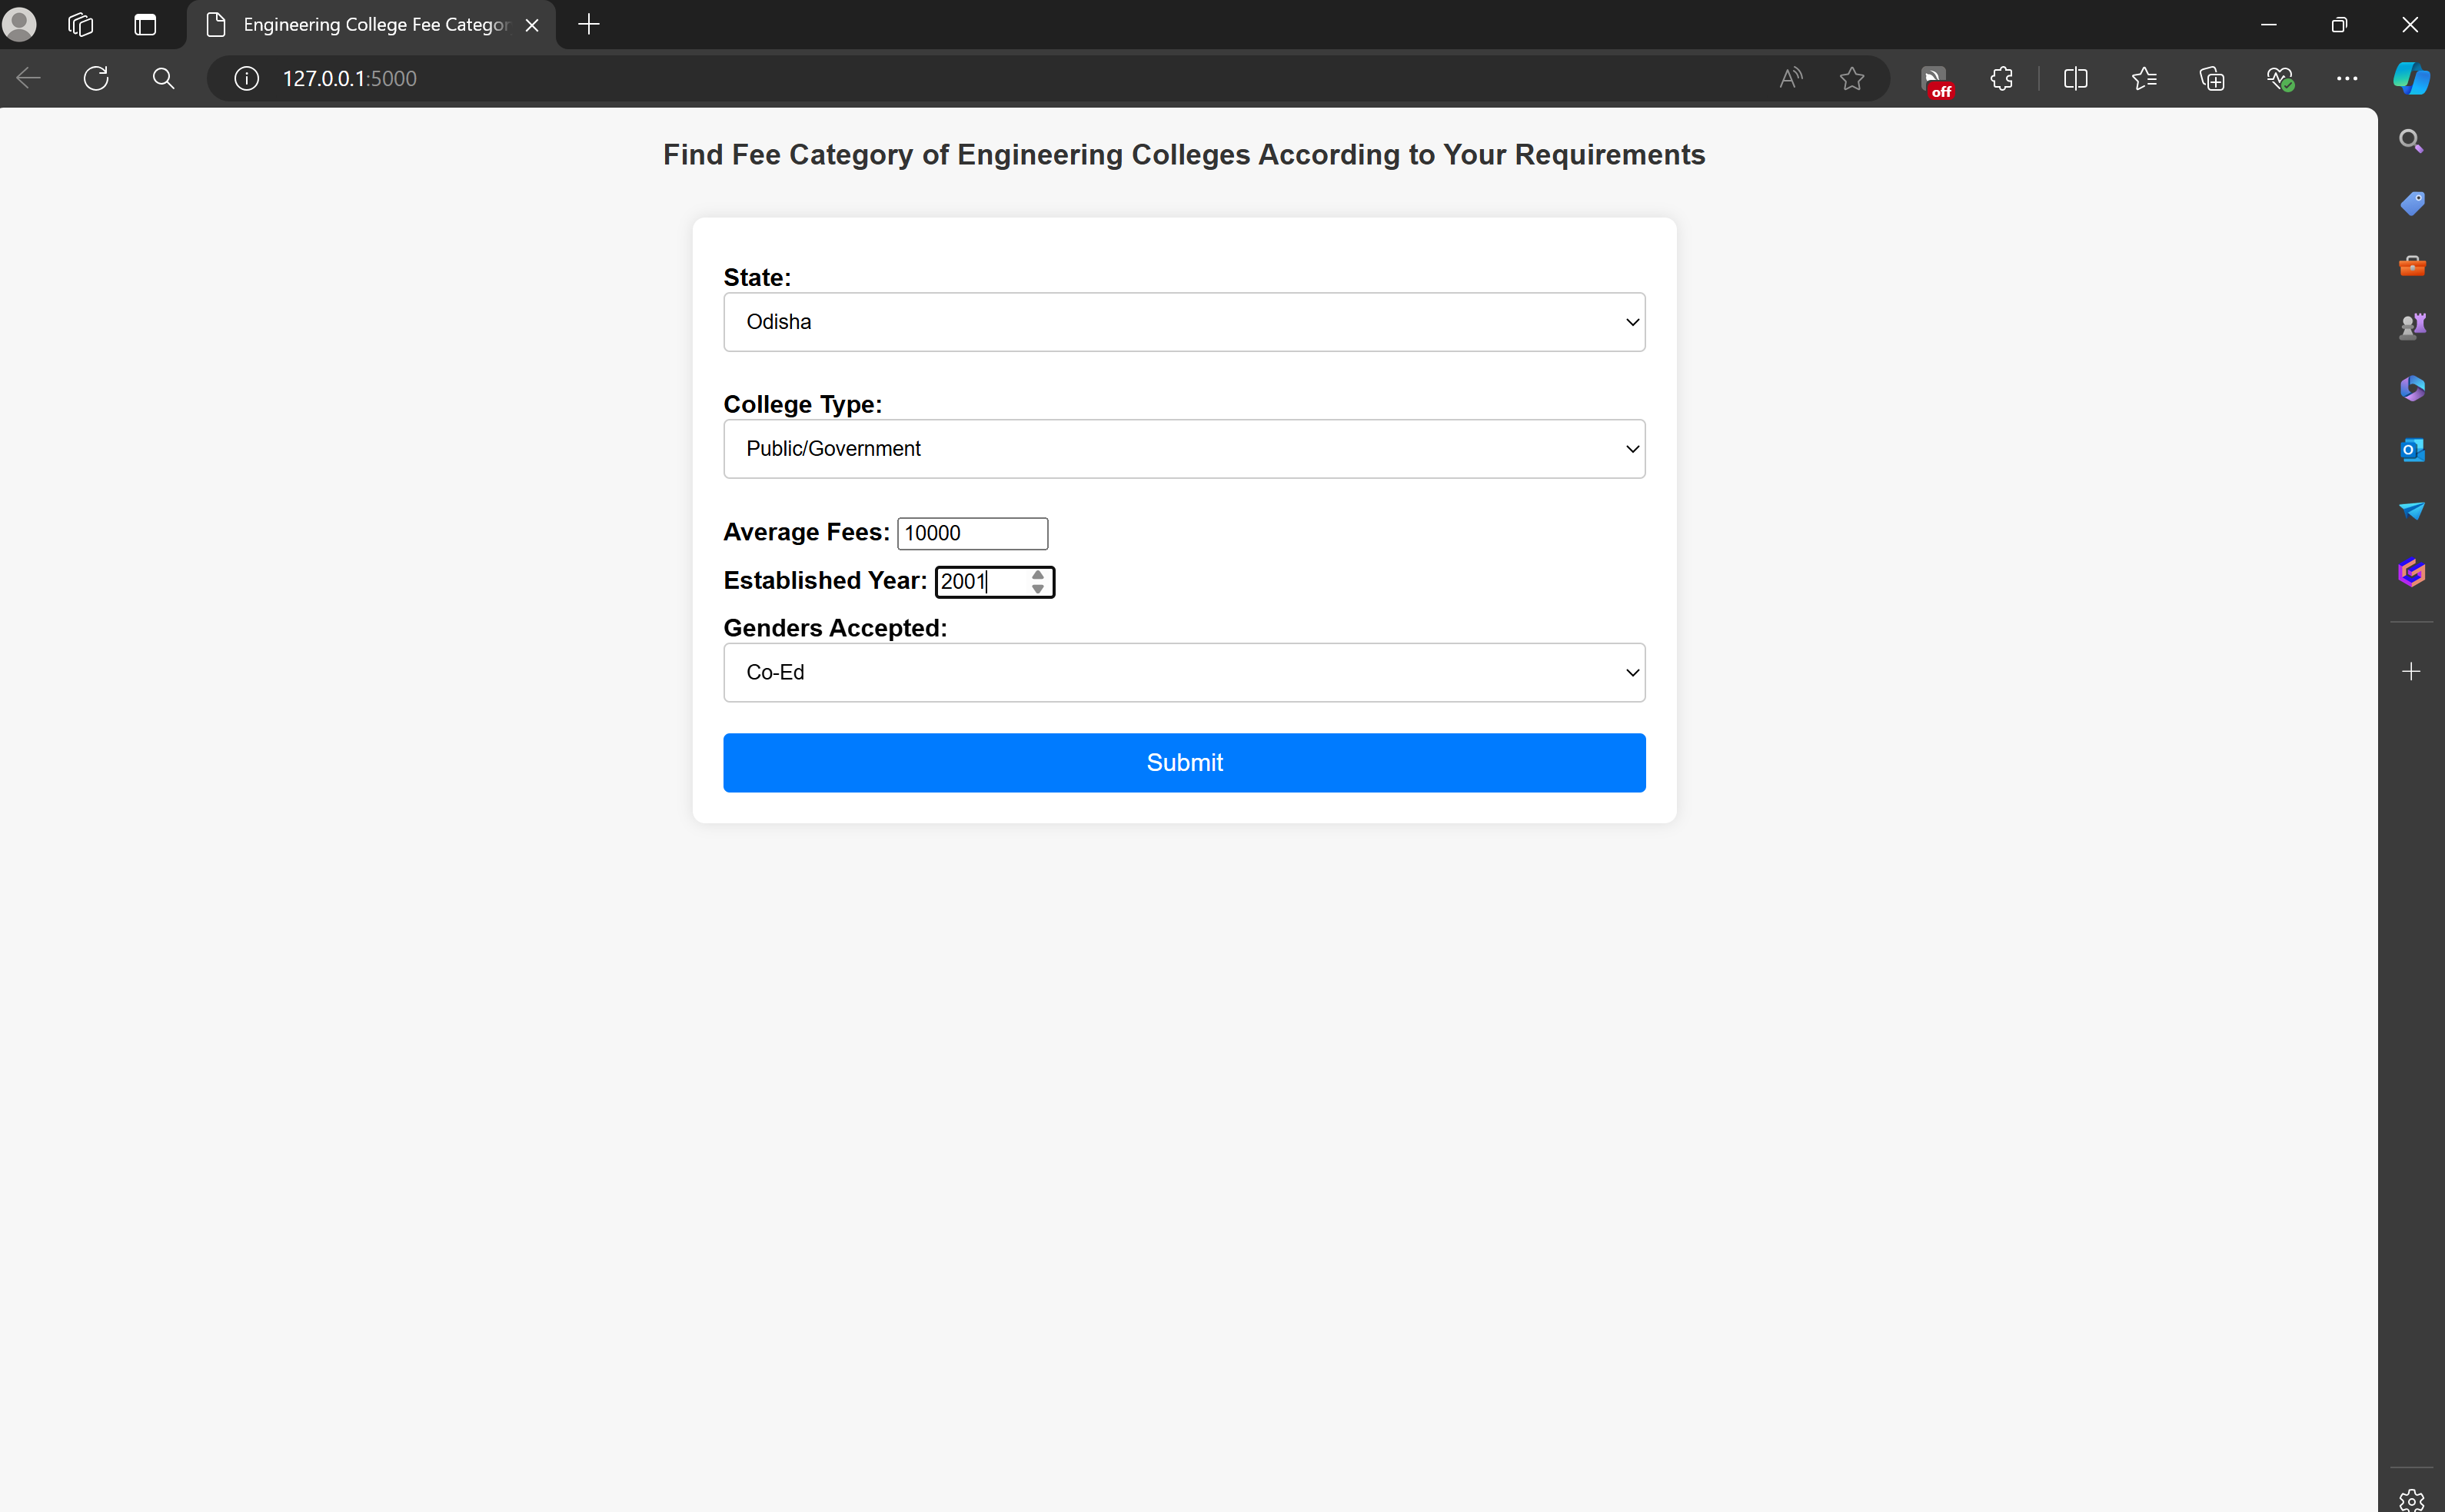 Engineering College Fee Categor
127.0.0.1:5000
off
Find Fee Category of Engineering Colleges According to Your Requirements
State:
Odisha
College Type:
Public/Government
Average Fees: 10000
Established Year: 2001
Genders Accepted:
Co-Ed
Submit